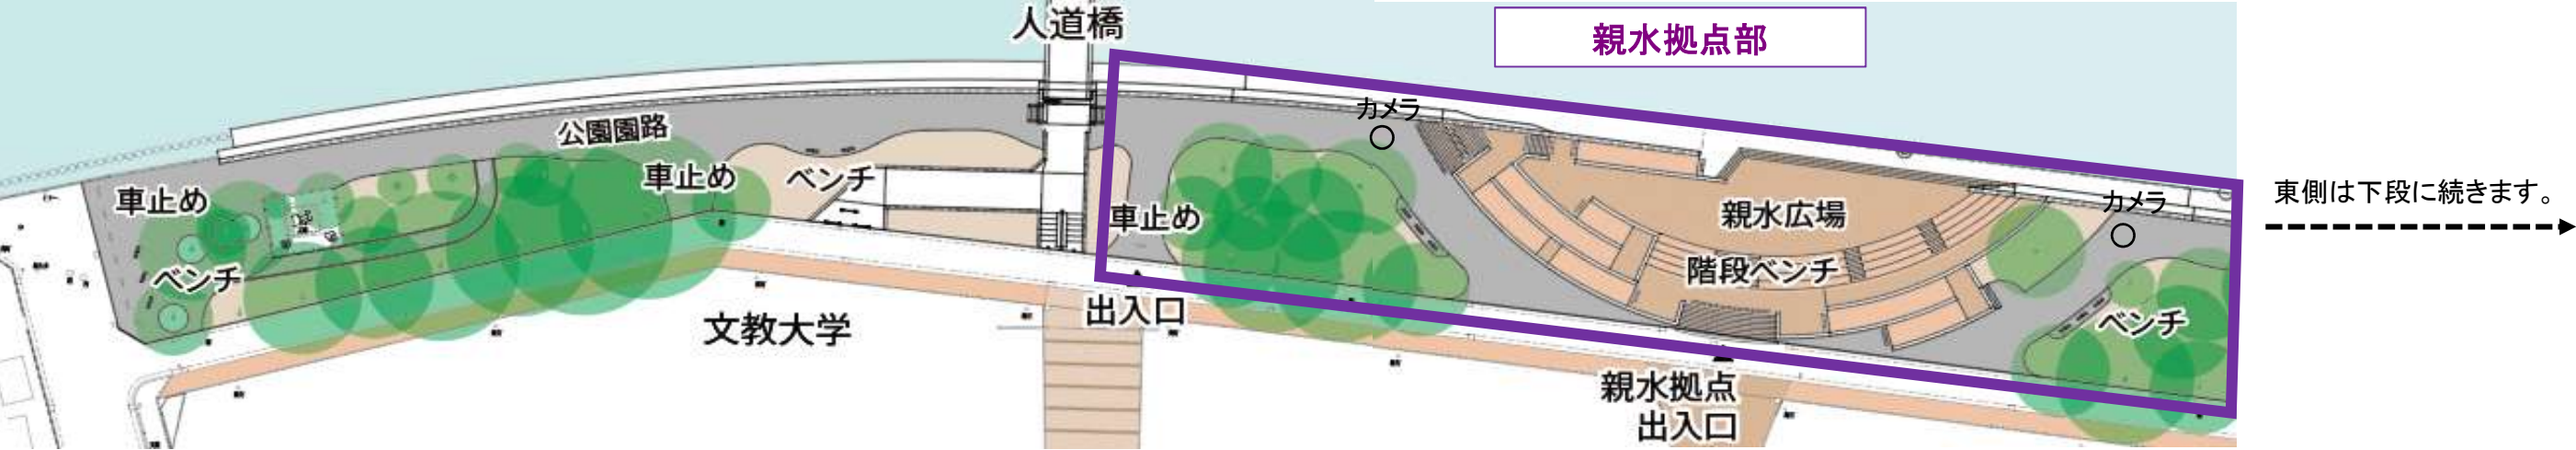 人道橋
親水拠点部
カメラ
公園園路
車止め
ベンチ
車止め
ベンチ
車止め
親水広場
カメラ
東側は下段に続きます。
階段ベンチ
ベンチ
出入口
文教大学
親水拠点
出入口